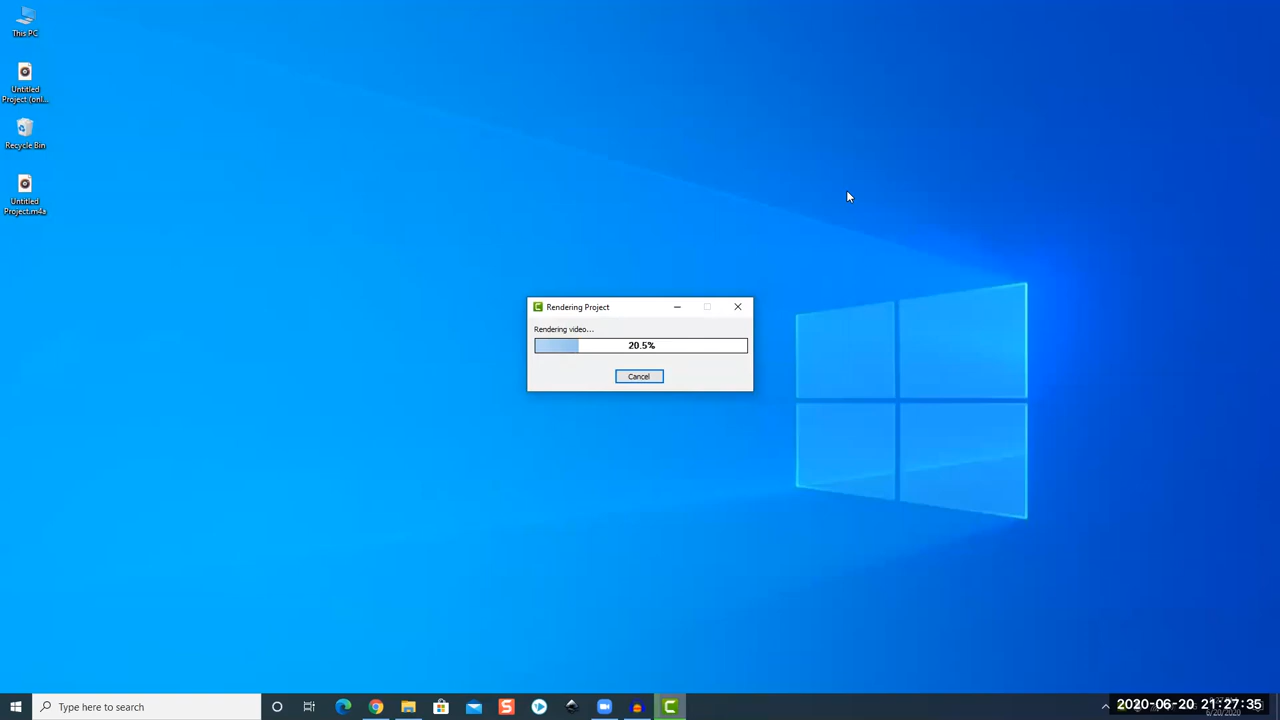 This PC
Untitled
Project (onl...
Recycle Bin
Untitled
Project.m4a
Rendering Project
Rendering video...
20.5%
Cancel
Type here to search
2020-06-20 21:27:35